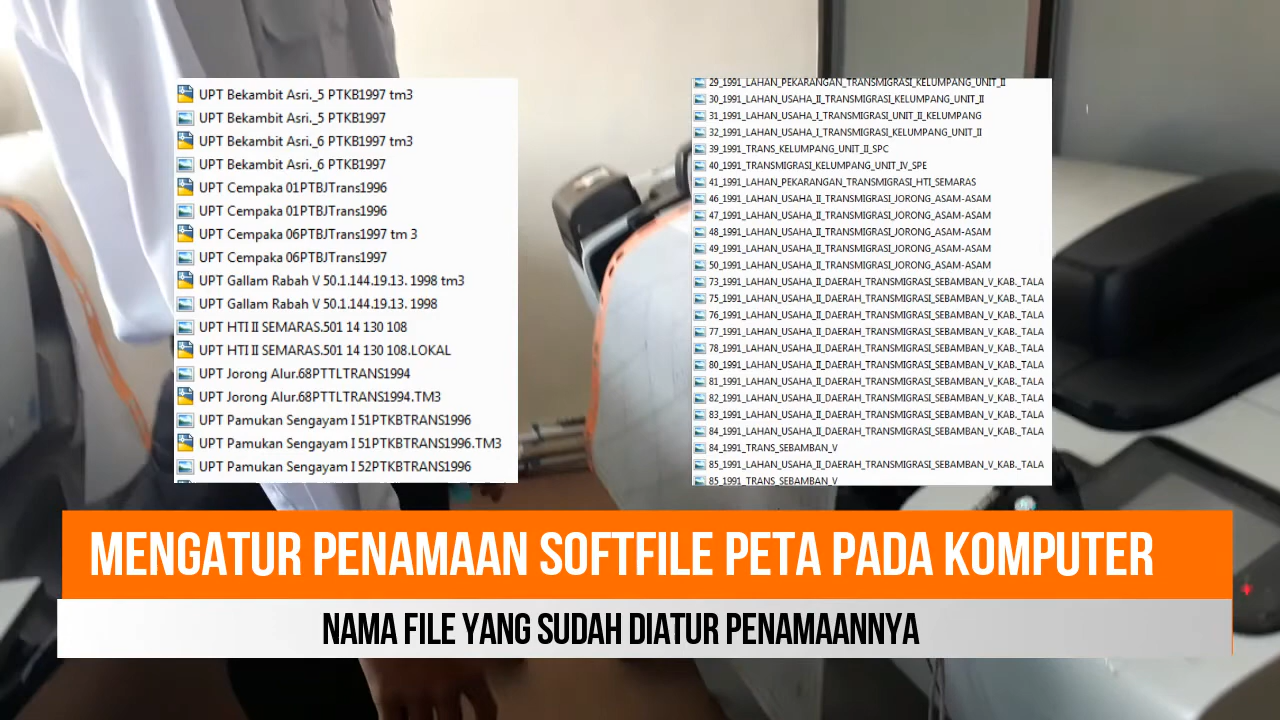 UPT Bekambit Asri._5 PTKB1997 tm3
UPT Bekambit Asri._5 PTKB1997
UPT Bekambit Asri._6 PTKB1997 tm3
UPT Bekambit Asri._6 PTKB1997
UPT Cempaka 01PTBJTrans1996
UPT Cempaka 01PTBJTrans1996
UPT Cempaka 06PTBJTrans1997 tm 3
UPT Cempaka 06PTBJTrans1997
UPT Gallam Rabah V 50.1.144.19.13. 1998 tm3
UPT Gallam Rabah V 50.1.144.19.13. 1998
UPT HTI II SEMARAS.501 14 130 108
UPT HTI II SEMARAS.501 14 130 108.LOKAL
UPT Jorong Alur.68PTTLTRANS1994
UPT Jorong Alur.68PTTLTRANS1994.TM3
UPT Pamukan Sengayam I 51PTKBTRANS1996
UPT Pamukan Sengayam I 51PTKBTRANS1996.TM3
UPT Pamukan Sengayam I 52PTKBTRANS1996
29_1991_LAHAN_PEKARANGAN_TRANSMIGRASI_KELUMPANG_UNIT_II
30_1991_LAHAN_USAHA_II_TRANSMIGRASI_KELUMPANG_UNIT_II
31_1991_LAHAN_USAHA_I_TRANSMIGRASI_UNIT_II_KELUMPANG
32_1991_LAHAN_USAHA_I_TRANSMIGRASI_KELUMPANG_UNIT_II
39_1991_TRANS_KELUMPANG_UNIT_II_SPC
40_1991_TRANSMIGRASI_KELUMPANG_UNIT_IV_SPE
41_1991_LAHAN_PEKARANGAN_TRANSMIGRASI_HTI_SEMARAS
46_1991_LAHAN_USAHA_II_TRANSMIGRASI_JORONG_ASAM-ASAM
47_1991_LAHAN_USAHA_II_TRANSMIGRASI_JORONG_ASAM-ASAM
48_1991_LAHAN_USAHA_II_TRANSMIGRASI_JORONG_ASAM-ASAM
49_1991_LAHAN_USAHA_II_TRANSMIGRASI_JORONG_ASAM-ASAM
50_1991_LAHAN_USAHA_II_TRANSMIGRASI_JORONG_ASAM-ASAM
73_1991_LAHAN_USAHA_II_DAERAH_TRANSMIGRASI_SEBAMBAN_V_KAB._TALA
75_1991_LAHAN_USAHA_II_DAERAH_TRANSMIGRASI_SEBAMBAN_V_KAB._TALA
76_1991_LAHAN_USAHA_II_DAERAH_TRANSMIGRASI_SEBAMBAN_V_KAB._TALA
77_1991_LAHAN_USAHA_II_DAERAH_TRANSMIGRASI_SEBAMBAN_V_KAB._TALA
78_1991_LAHAN_USAHA_II_DAERAH_TRANSMIGRASI_SEBAMBAN_V_KAB._TALA
80_1991_LAHAN_USAHA_II_DAERAH_TRANSMIGRASI_SEBAMBAN_V_KAB._TALA
81_1991_LAHAN_USAHA_II_DAERAH_TRANSMIGRASI_SEBAMBAN_V_KAB._TALA
82_1991_LAHAN_USAHA_II_DAERAH_TRANSMIGRASI_SEBAMBAN_V_KAB._TALA
83_1991_LAHAN_USAHA_II_DAERAH_TRANSMIGRASI_SEBAMBAN_V_KAB._TALA
84_1991_LAHAN_USAHA_II_DAERAH_TRANSMIGRASI_SEBAMBAN_V_KAB._TALA
84_1991_TRANS_SEBAMBAN_V
85_1991_LAHAN_USAHA_II_DAERAH_TRANSMIGRASI_SEBAMBAN_V_KAB._TALA
85_1991_TRANS_SEBAMBAN_V
MENGATUR PENAMAAN SOFTFILE PETA PADA KOMPUTER
NAMA FILE YANG SUDAH DIATUR PENAMAANNYA